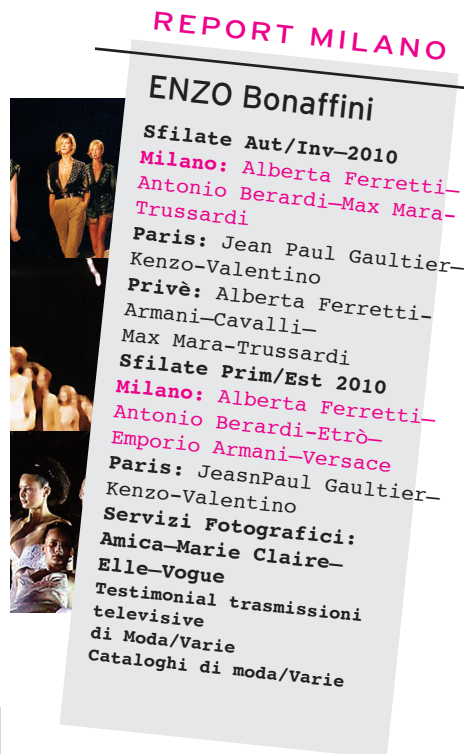 REPORT MILANO
ENZO Bonaffini
Sfilate Aut/Inv—2010
Milano: Alberta Ferretti—
Antonio Berardi—Max Mara-
Trussardi
Paris: Jean Paul Gaultier—
Kenzo-Valentino
Privè: Alberta Ferretti-
Armani—Cavalli—
Max Mara-Trussardi
Sfilate Prim/Est 2010
Milano: Alberta Ferretti—
Antonio Berardi-Etrò—
Emporio Armani—Versace
Paris: JeasnPaul Gaultier—
Kenzo-Valentino
Servizi Fotografici:
Amica—Marie Claire—
Elle—Vogue
Testimonial trasmissioni
televisive
di Moda/Varie
Cataloghi di moda/Varie